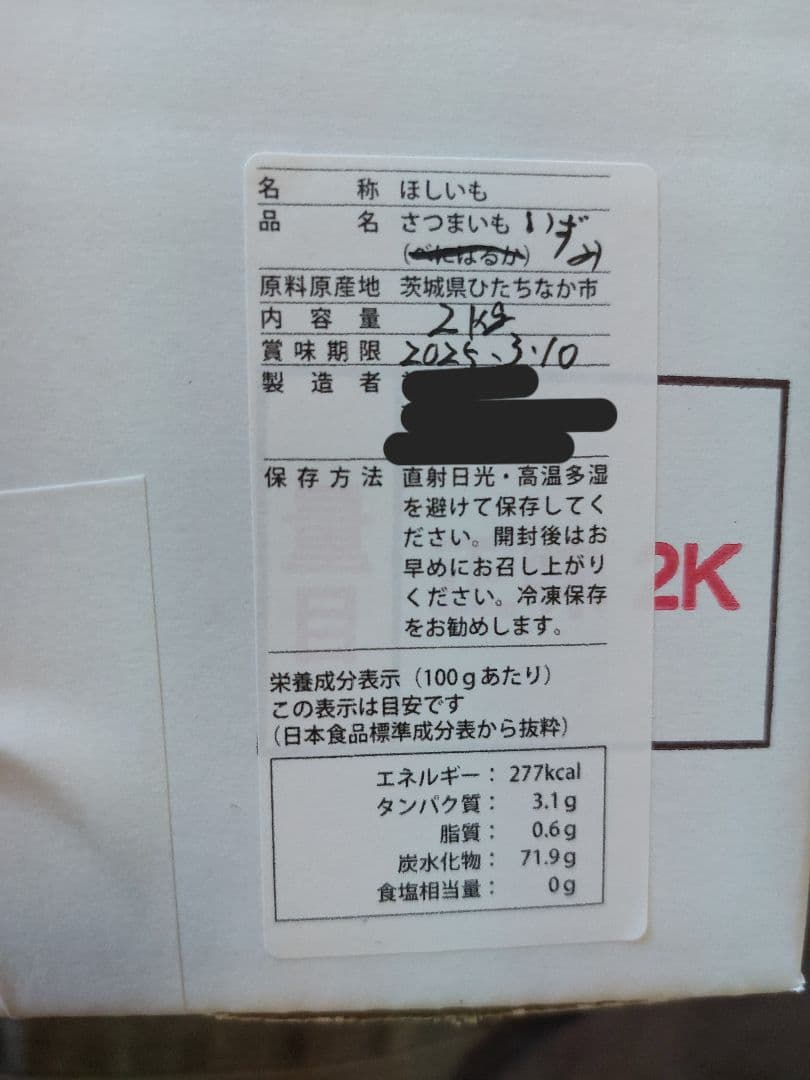 名称 ほしいも
品名 さつまいも いずみ
(べにはるか)
原料原産地 茨城県ひたちなか市
内容量 2kg
賞味期限 2025.3.10
製造者
保存方法 直射日光・高温多湿
を避けて保存してく
ださい。開封後はお
早めにお召し上がり
ください。冷凍保存
をお勧めします。
2K
栄養成分表示（100gあたり）
この表示は目安です
（日本食品標準成分表から抜粋）
エネルギー： 277kcal
タンパク質： 3.1g
脂質： 0.6g
炭水化物： 71.9g
食塩相当量： 0g